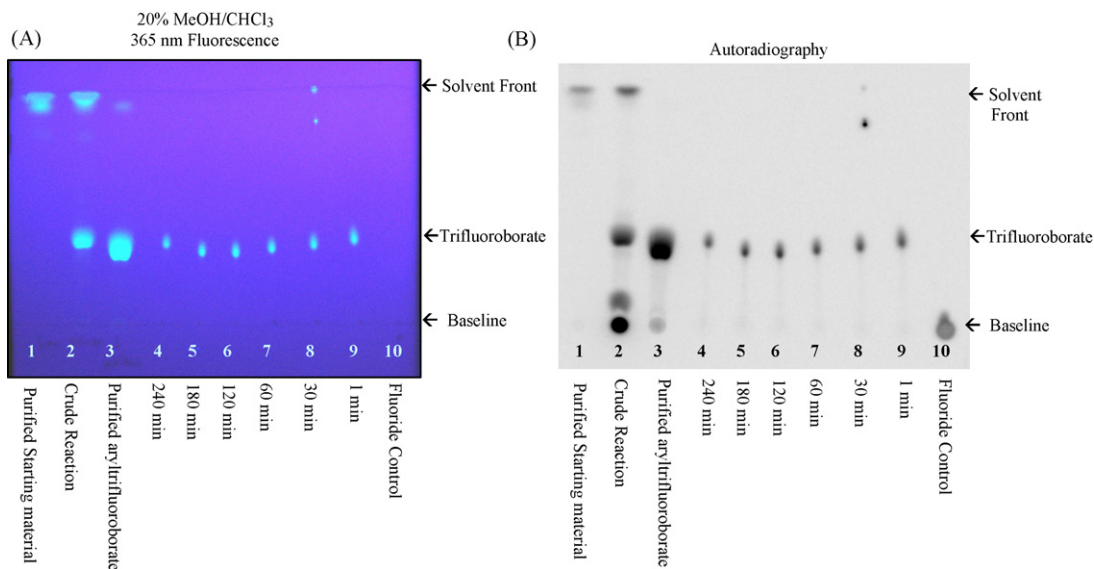 20% MeOH/CHCl3
365 nm Fluorescence
(A)
Solvent Front
Trifluoroborate
Baseline
1 2 3 4 5 6 7 8 9 10
Purified Starting material
Crude Reaction
Purified aryltrifluoroborate
240 min
180 min
120 min
60 min
30 min
1 min
Fluoride Control
(B)
Autoradiography
Solvent
Front
Trifluoroborate
Baseline
1 2 3 4 5 6 7 8 9 10
Purified Starting material
Crude Reaction
Purified aryltrifluoroborate
240 min
180 min
120 min
60 min
30 min
1 min
Fluoride Control